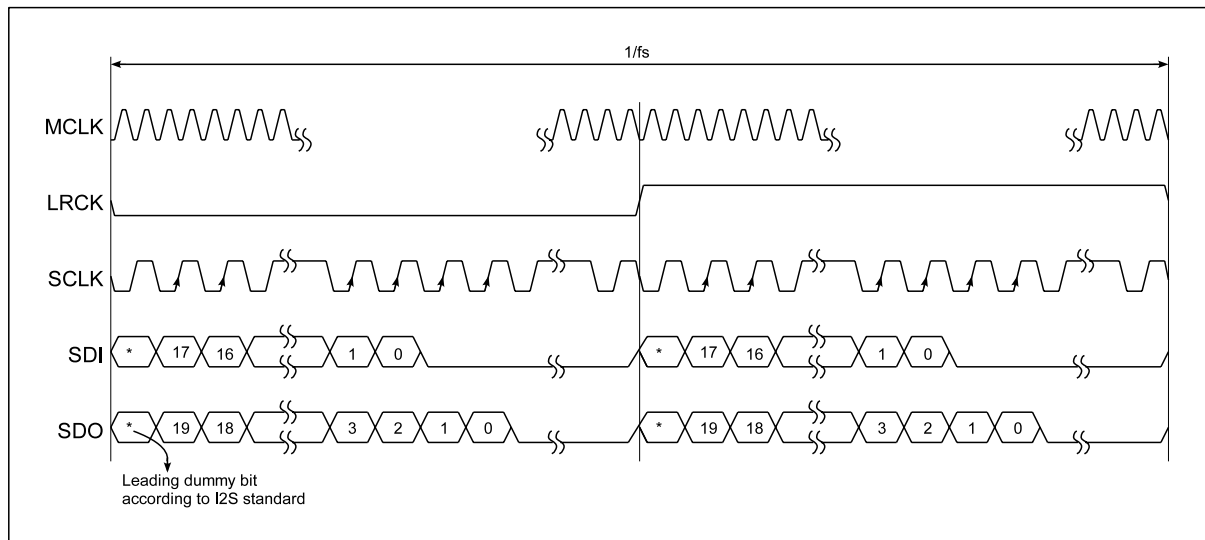 1/fs
MCLK
LRCK
SCLK
SDI * 17 16 1 0 * 17 16 1 0
SDO * 19 18 3 2 1 0 * 19 18 3 2 1 0
Leading dummy bit
according to I2S standard